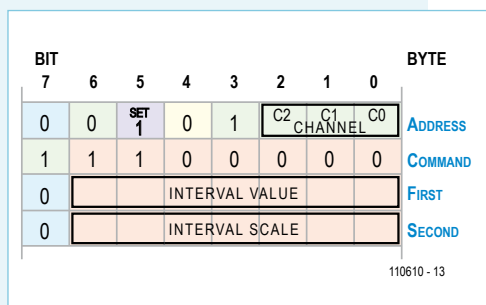 BIT BYTE
7 6 5 4 3 2 1 0
0 0 SET 1 0 1 C2 C1 C0 CHANNEL ADDRESS
1 1 1 0 0 0 0 0 COMMAND
0 INTERVAL VALUE FIRST
0 INTERVAL SCALE SECOND
110610 - 13